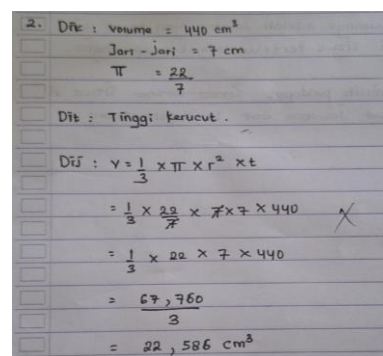 2. Dik : volume = 440 cm³
Jari - jari = 7 cm
π = 22/7
Dit : Tinggi kerucut .
Dij : V = 1/3 × π × r² × t
= 1/3 × 22/7 × 7 × 7 × 440
= 1/3 × 22 × 7 × 440
= 67,760/3
= 22,586 cm³